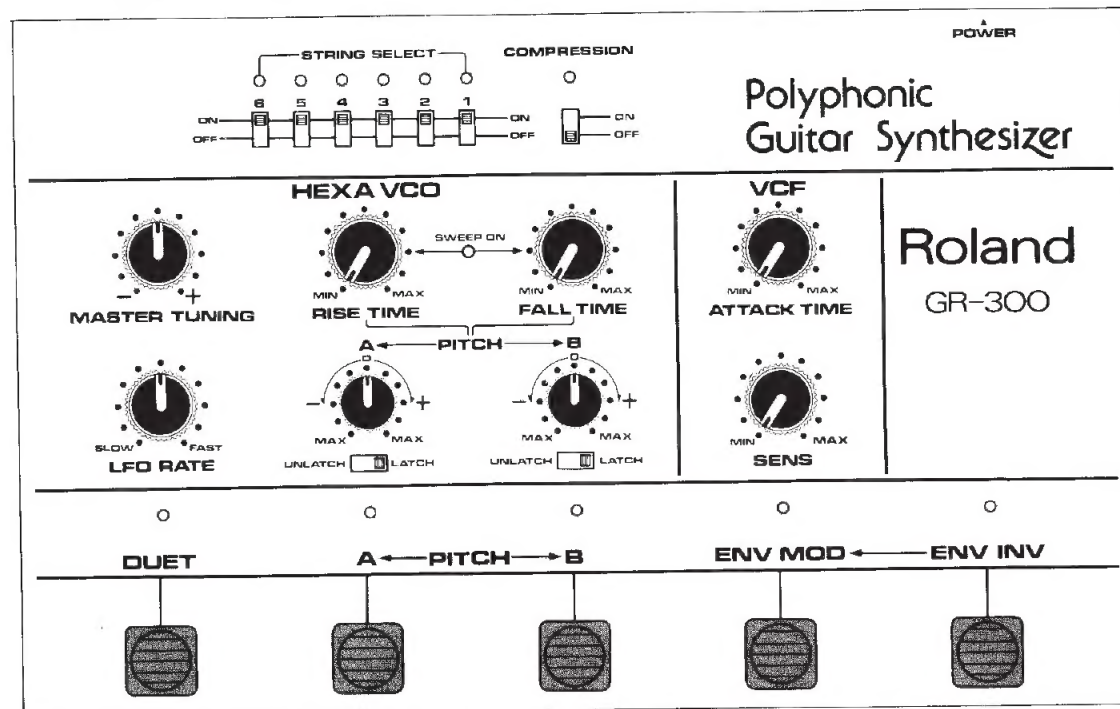 POWER
STRING SELECT COMPRESSION
6 5 4 3 2 1
ON ON ON
OFF OFF OFF
Polyphonic
Guitar Synthesizer
HEXA VCO
SWEEP ON
- +
MASTER TUNING
MIN MAX
RISE TIME
MIN MAX
FALL TIME
A PITCH B
SLOW FAST
LFO RATE
- +
MAX MAX
UNLATCH LATCH
- +
MAX MAX
UNLATCH LATCH
VCF
MIN MAX
ATTACK TIME
MIN MAX
SENS
Roland
GR-300
DUET A PITCH B ENV MOD ENV INV